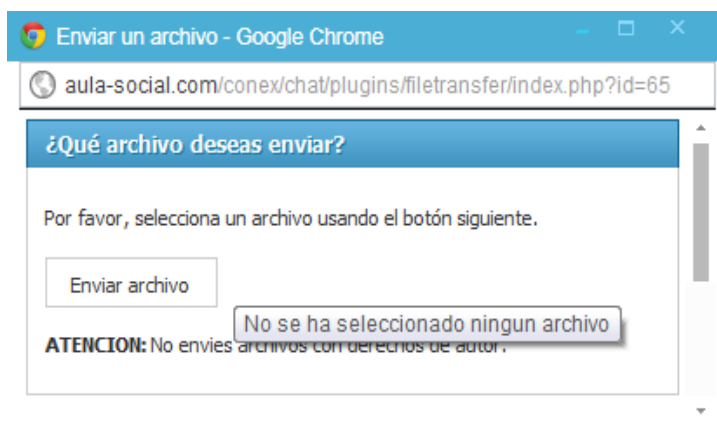 Enviar un archivo - Google Chrome
aula-social.com/conex/chat/plugins/filetransfer/index.php?id=65
¿Qué archivo deseas enviar?
Por favor, selecciona un archivo usando el botón siguiente.
Enviar archivo
No se ha seleccionado ningun archivo
ATENCION: No envies archivos con derechos de autor.